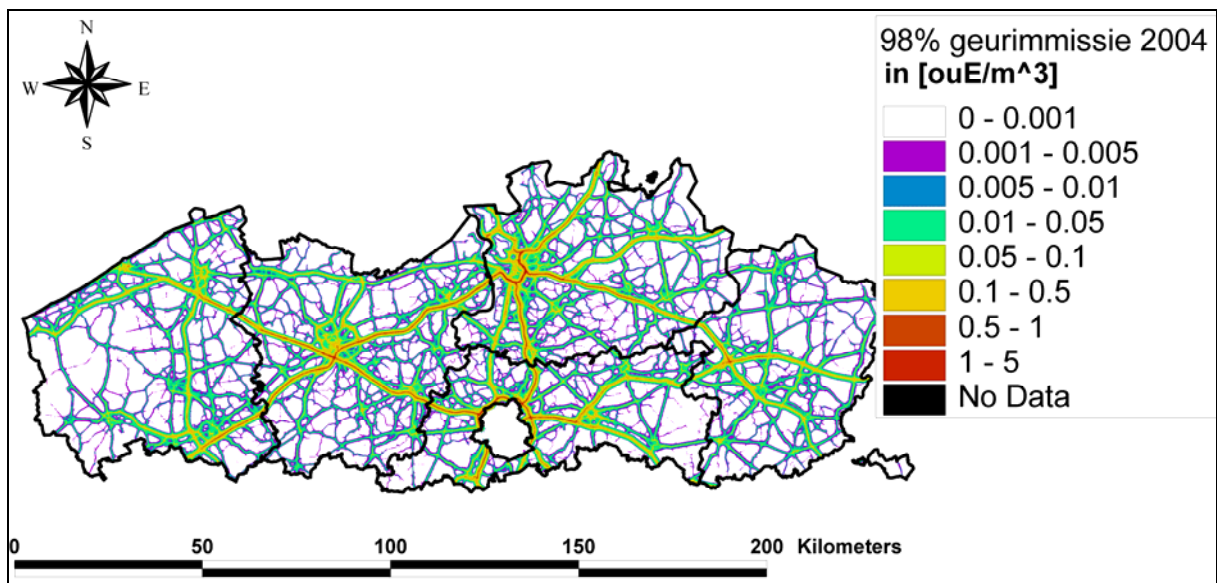 N
W E
S
98% geurimmissie 2004
in [ouE/m^3]
0 - 0.001
0.001 - 0.005
0.005 - 0.01
0.01 - 0.05
0.05 - 0.1
0.1 - 0.5
0.5 - 1
1 - 5
No Data
0 50 100 150 200 Kilometers